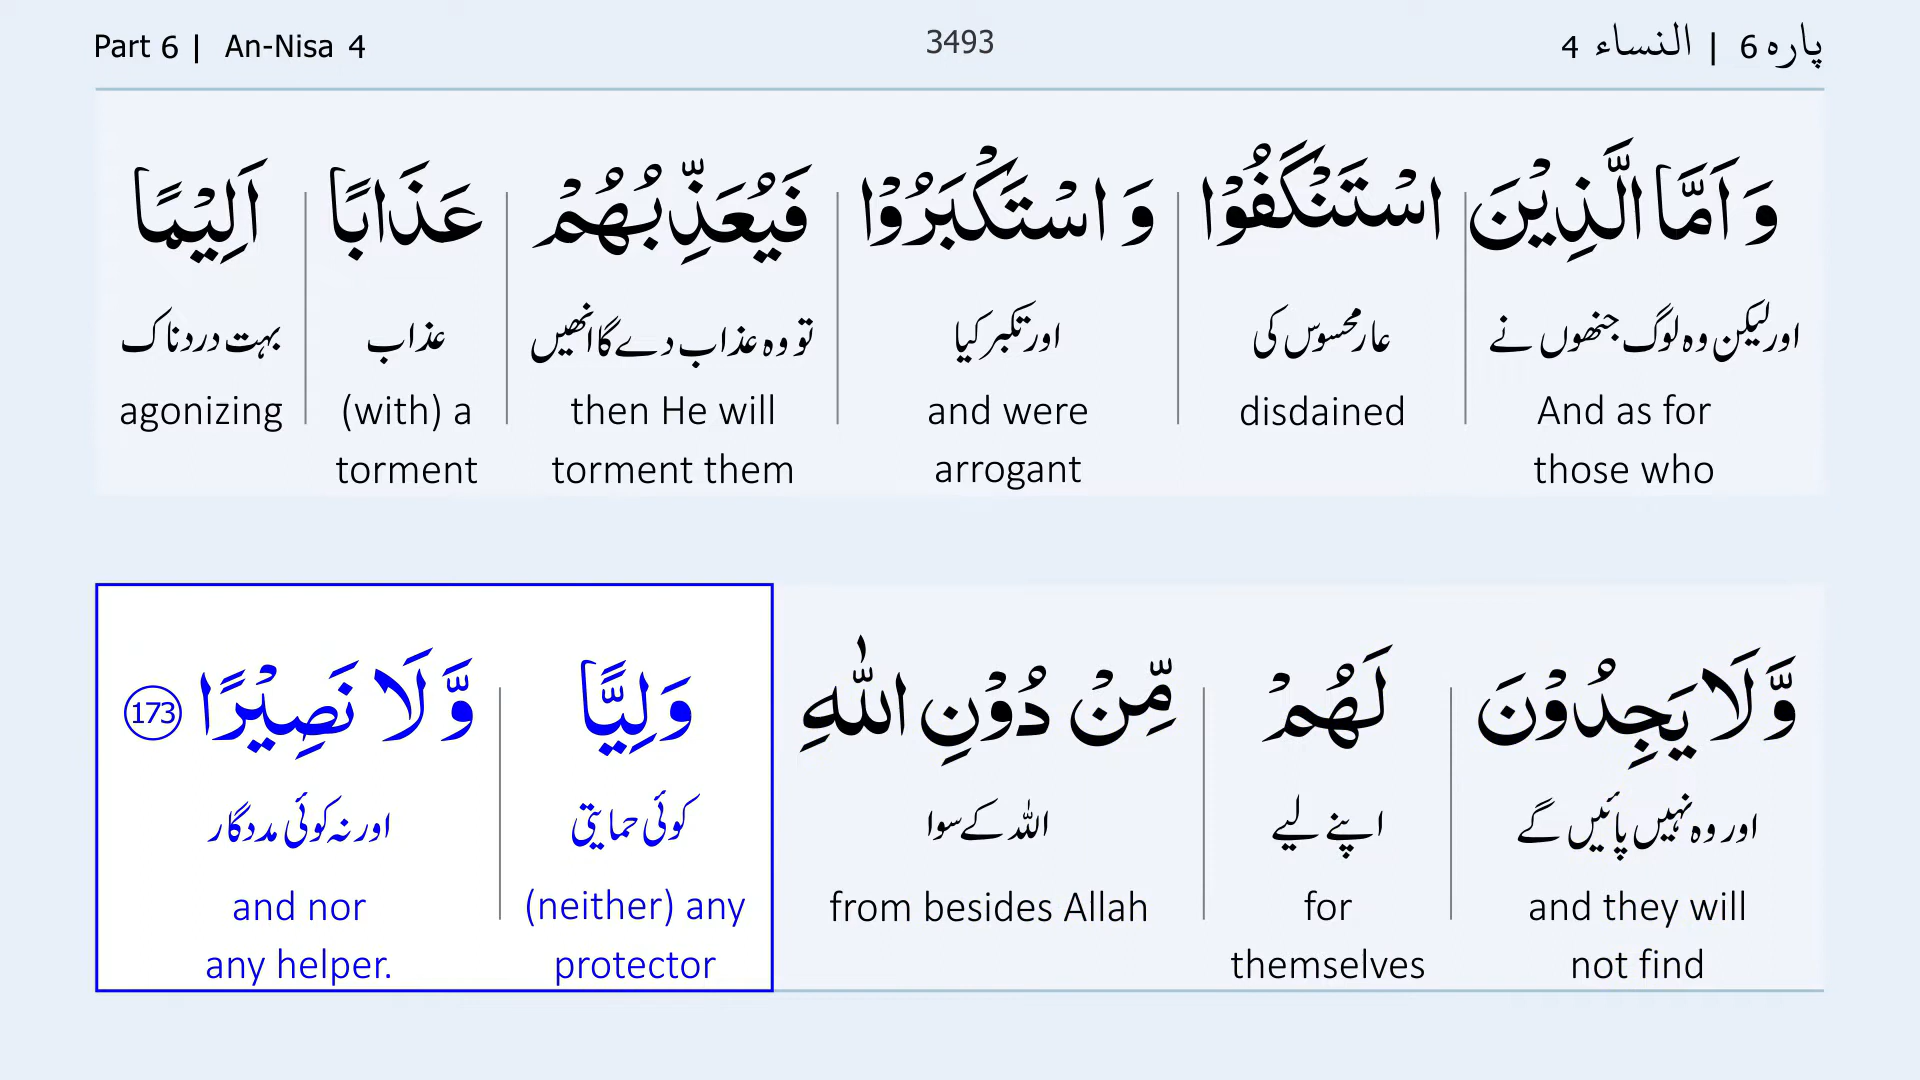 Part 6 | An-Nisa 4
3493
پارہ 6 | النساء 4
وَ اَمَّا الَّذِيْنَ اسْتَنْكَفُوْا وَ اسْتَكْبَرُوْا فَيُعَذِّبُهُمْ عَذَابًا اَلِيْمًا
اور لیکن وہ لوگ جنھوں نے عار محسوس کی اور تکبر کیا تو وہ عذاب دے گا انھیں عذاب بہت دردناک
agonizing (with) a then He will and were disdained And as for
torment torment them arrogant those who
وَّ لَا يَجِدُوْنَ لَهُمْ مِّنْ دُوْنِ اللّٰهِ وَلِيًّا وَّ لَا نَصِيْرًا 173
اور وہ نہیں پائیں گے اپنے لیے اللہ کے سوا کوئی حمایتی اور نہ کوئی مددگار
and nor (neither) any from besides Allah for and they will
any helper. protector themselves not find